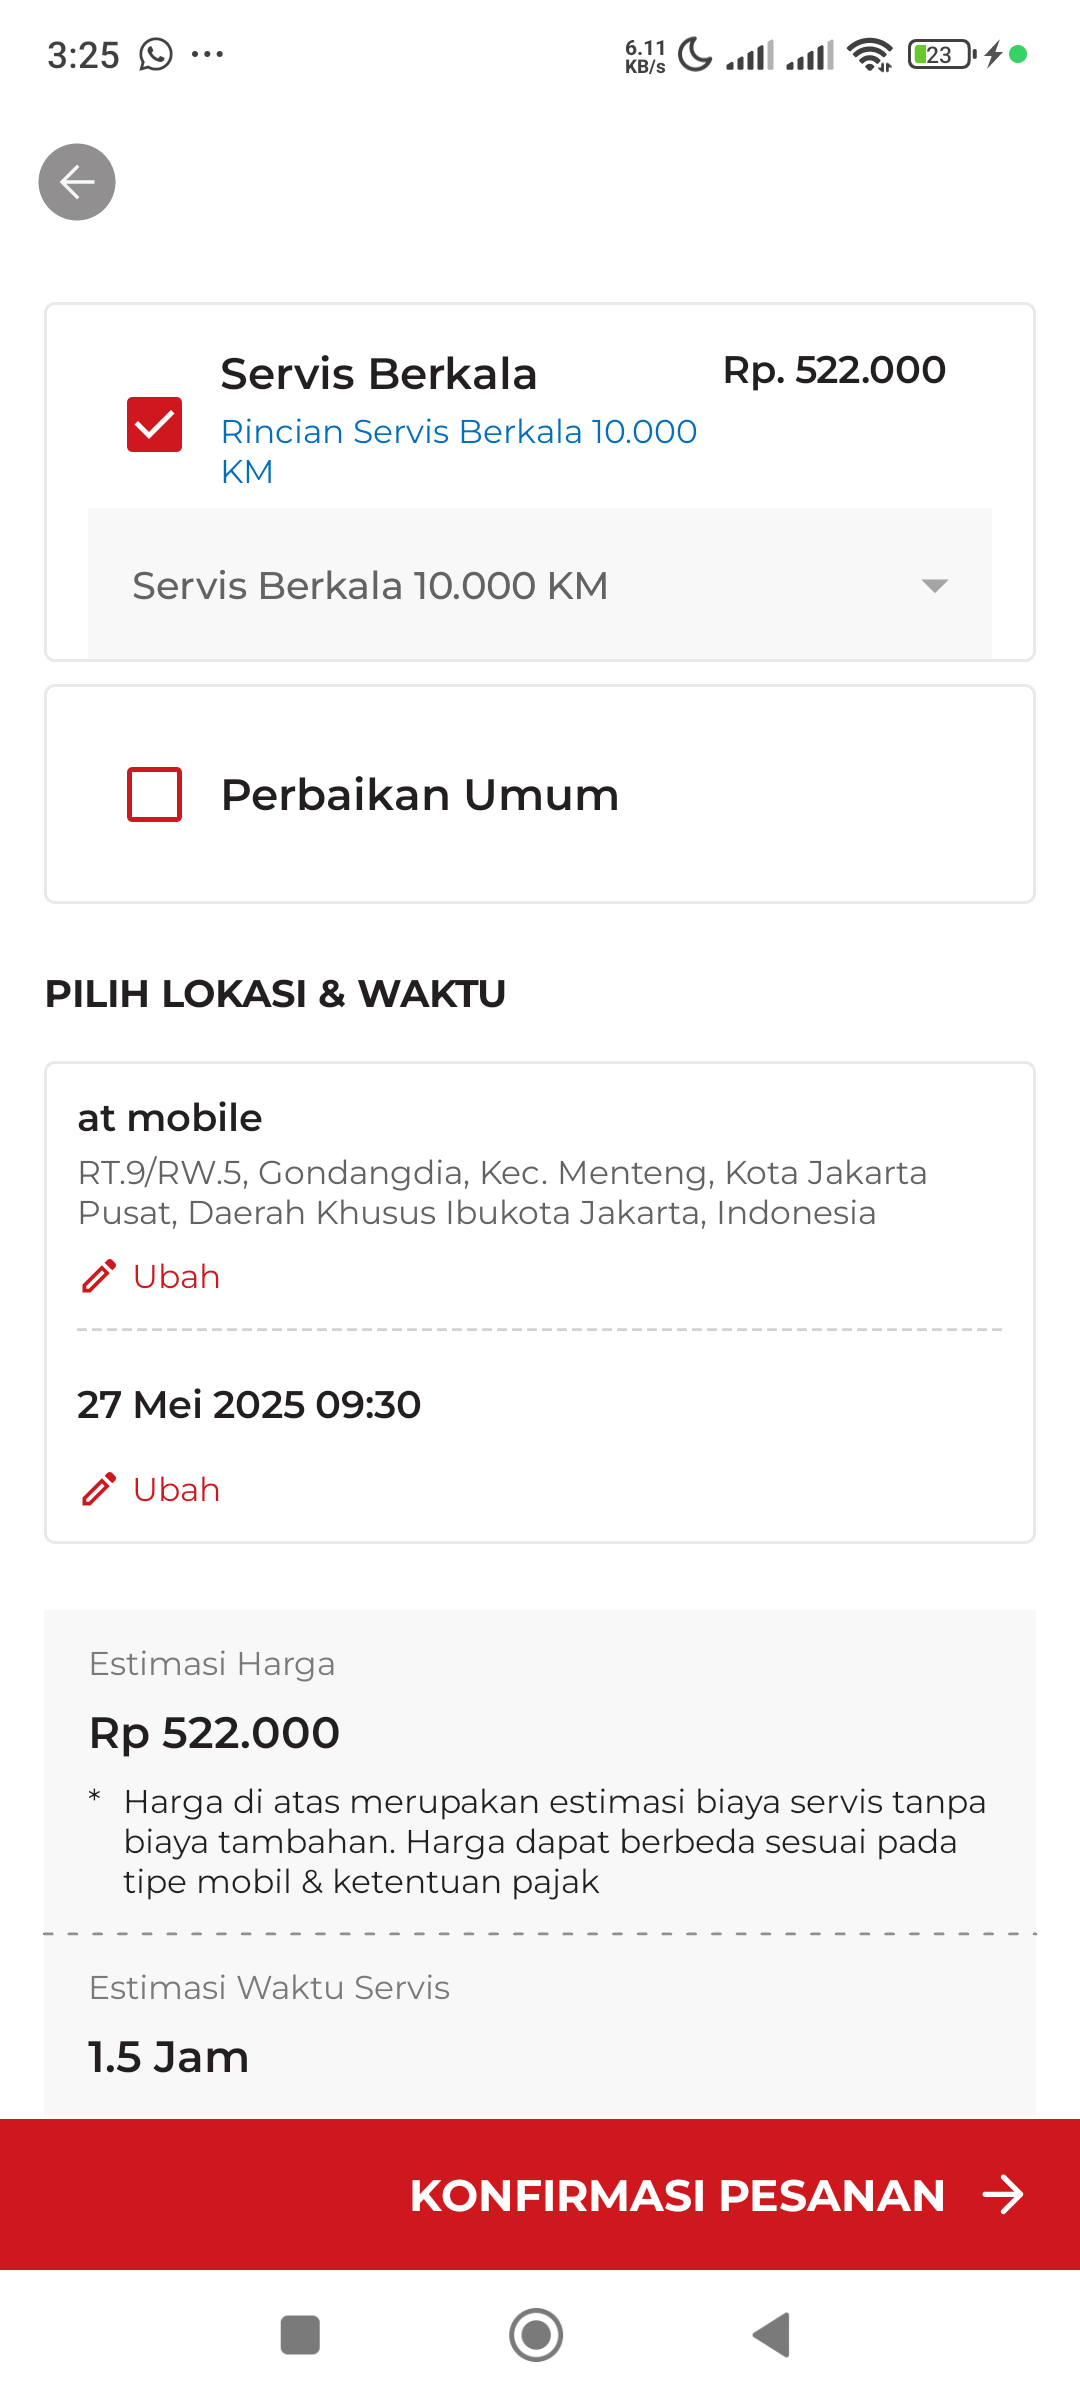 3:25
6.11
KB/s
23
Servis Berkala
Rp. 522.000
Rincian Servis Berkala 10.000
KM
Servis Berkala 10.000 KM
Perbaikan Umum
PILIH LOKASI & WAKTU
at mobile
RT.9/RW.5, Gondangdia, Kec. Menteng, Kota Jakarta
Pusat, Daerah Khusus Ibukota Jakarta, Indonesia
Ubah
27 Mei 2025 09:30
Ubah
Estimasi Harga
Rp 522.000
* Harga di atas merupakan estimasi biaya servis tanpa
biaya tambahan. Harga dapat berbeda sesuai pada
tipe mobil & ketentuan pajak
Estimasi Waktu Servis
1.5 Jam
KONFIRMASI PESANAN